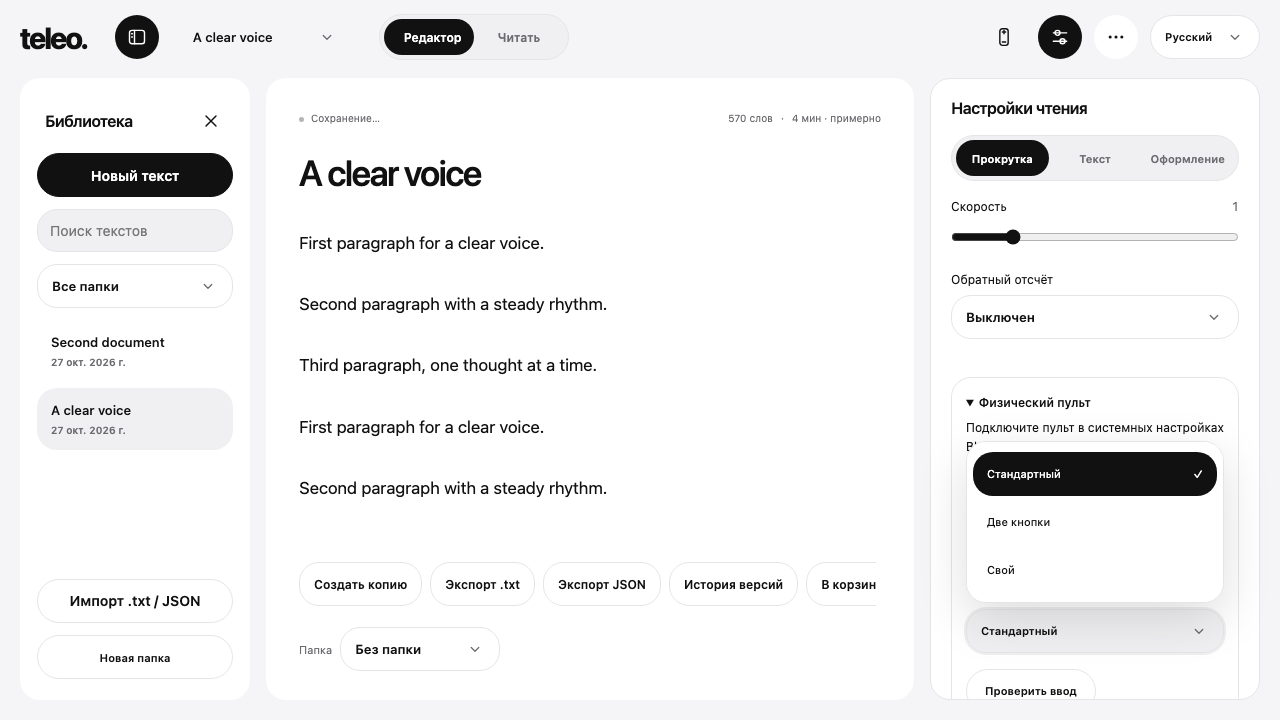 teleo.
A clear voice
Редактор
Читать
Русский
Библиотека
Новый текст
Поиск текстов
Все папки
Second document
27 окт. 2026 г.
A clear voice
27 окт. 2026 г.
Импорт .txt / JSON
Новая папка
Сохранение...
570 слов · 4 мин · примерно
A clear voice
First paragraph for a clear voice.
Second paragraph with a steady rhythm.
Third paragraph, one thought at a time.
First paragraph for a clear voice.
Second paragraph with a steady rhythm.
Создать копию
Экспорт .txt
Экспорт JSON
История версий
В корзин
Папка
Без папки
Настройки чтения
Прокрутка
Текст
Оформление
Скорость
1
Обратный отсчёт
Выключен
Физический пульт
Подключите пульт в системных настройках
Стандартный
Две кнопки
Свой
Стандартный
Проверить ввод